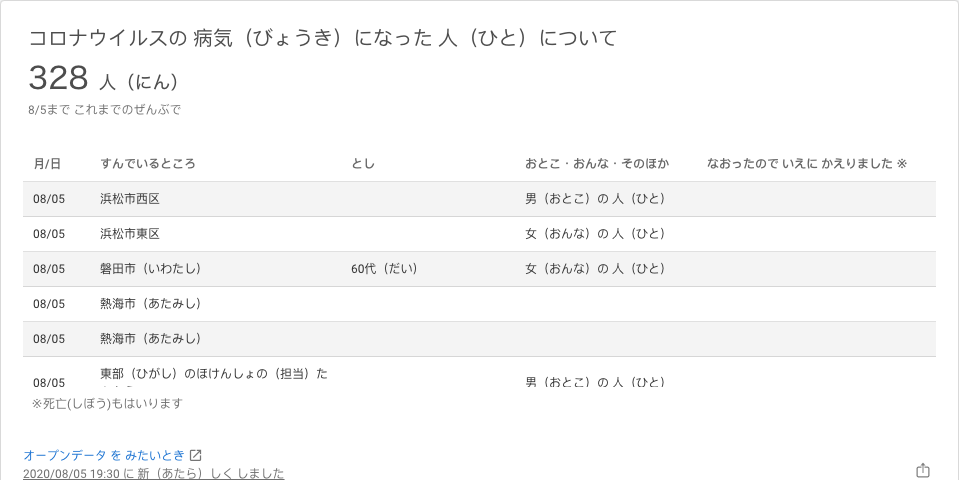 コロナウイルスの 病気（びょうき）になった 人（ひと）について
328 人（にん）
8/5まで これまでのぜんぶで
月/日 すんでいるところ とし おとこ・おんな・そのほか なおったので いえに かえりました ※
08/05 浜松市西区 男（おとこ）の 人（ひと）
08/05 浜松市東区 女（おんな）の 人（ひと）
08/05 磐田市（いわたし） 60代（だい） 女（おんな）の 人（ひと）
08/05 熱海市（あたみし）
08/05 熱海市（あたみし）
08/05 東部（ひがし）のほけんしょの（担当）た 男（おとこ）の 人（ひと）
※死亡(しぼう)もはいります
オープンデータ を みたいとき
2020/08/05 19:30 に 新（あたら）しく しました